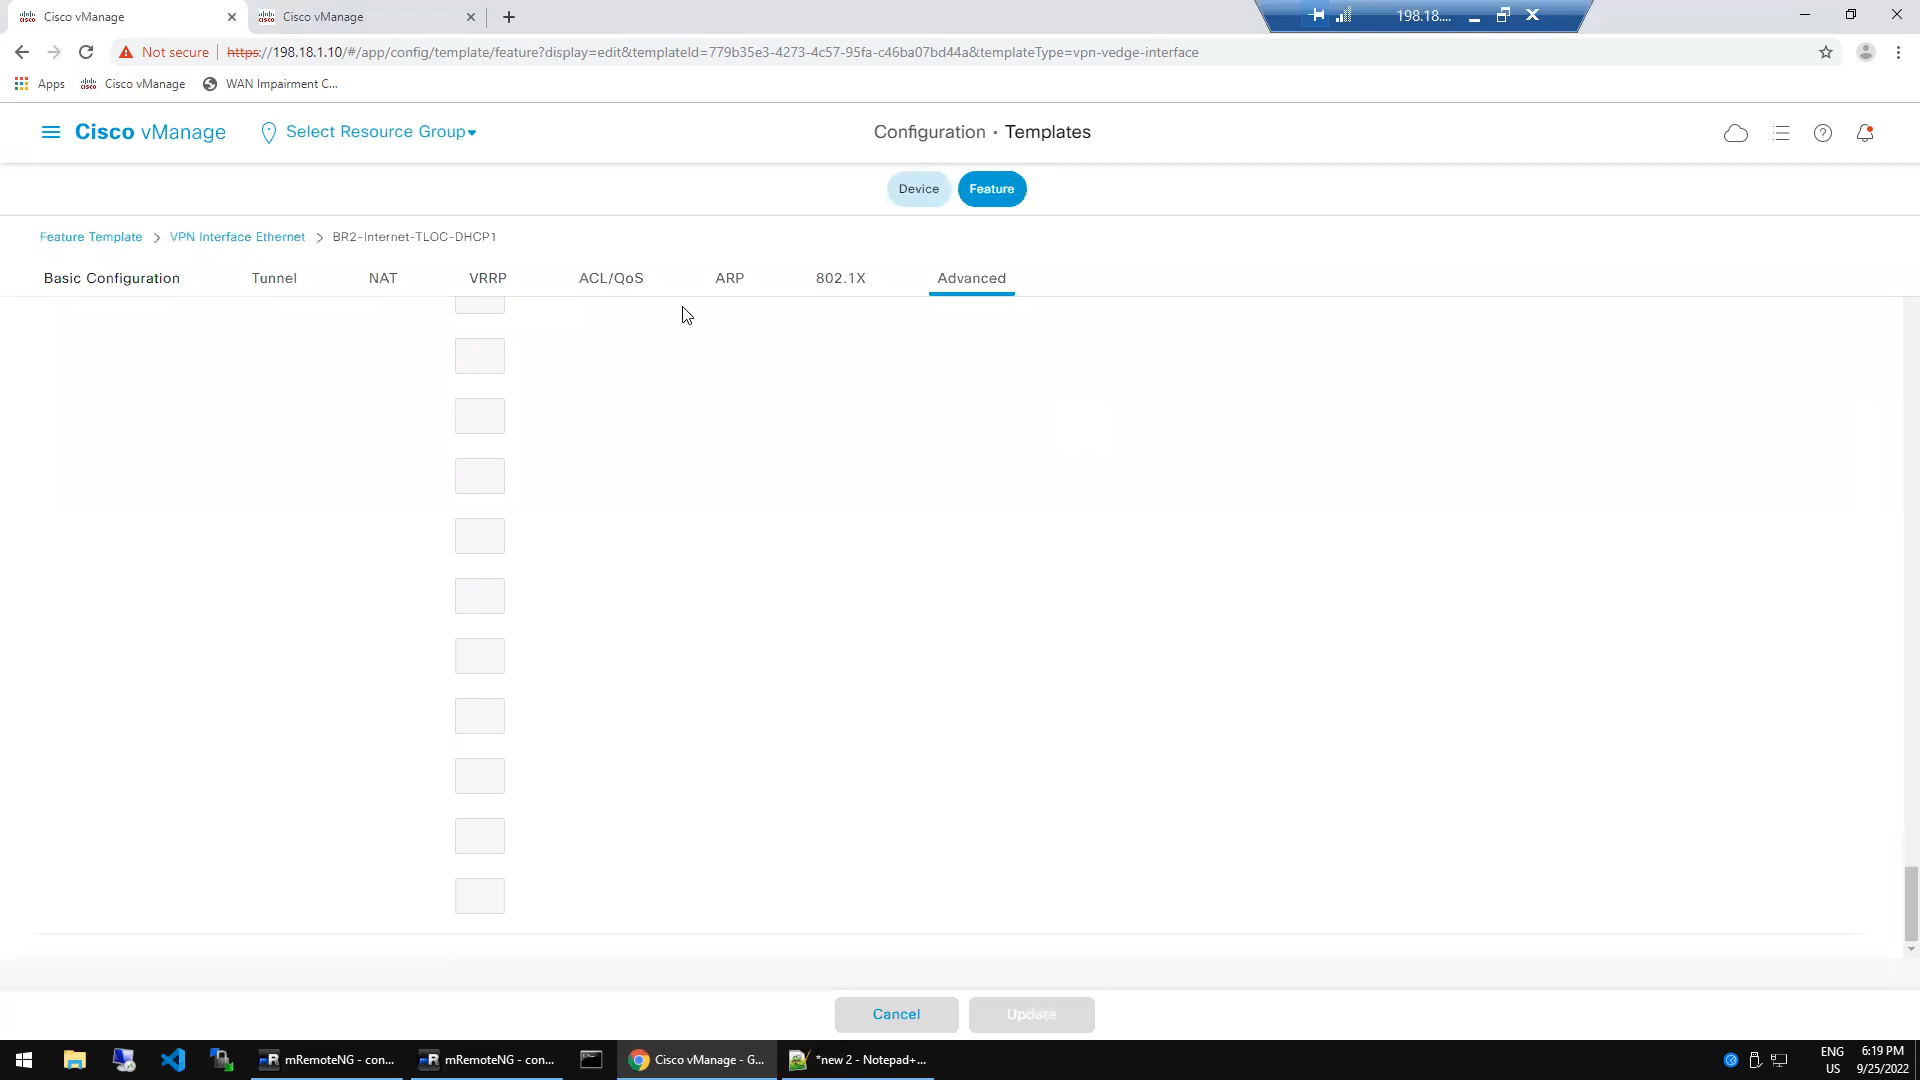 Cisco vManage
Cisco vManage
198.18....
Not secure
https://198.18.1.10/#/app/config/template/feature?display=edit&templateId=779b35e3-4273-4c57-95fa-c46ba07bd44a&templateType=vpn-vedge-interface
Apps
Cisco vManage
WAN Impairment C...
Cisco vManage
Select Resource Group
Configuration · Templates
Device
Feature
Feature Template > VPN Interface Ethernet > BR2-Internet-TLOC-DHCP1
Basic Configuration
Tunnel
NAT
VRRP
ACL/QoS
ARP
802.1X
Advanced
Cancel
Update
mRemoteNG - con...
mRemoteNG - con...
Cisco vManage - G...
*new 2 - Notepad+...
ENG
US
6:19 PM
9/25/2022